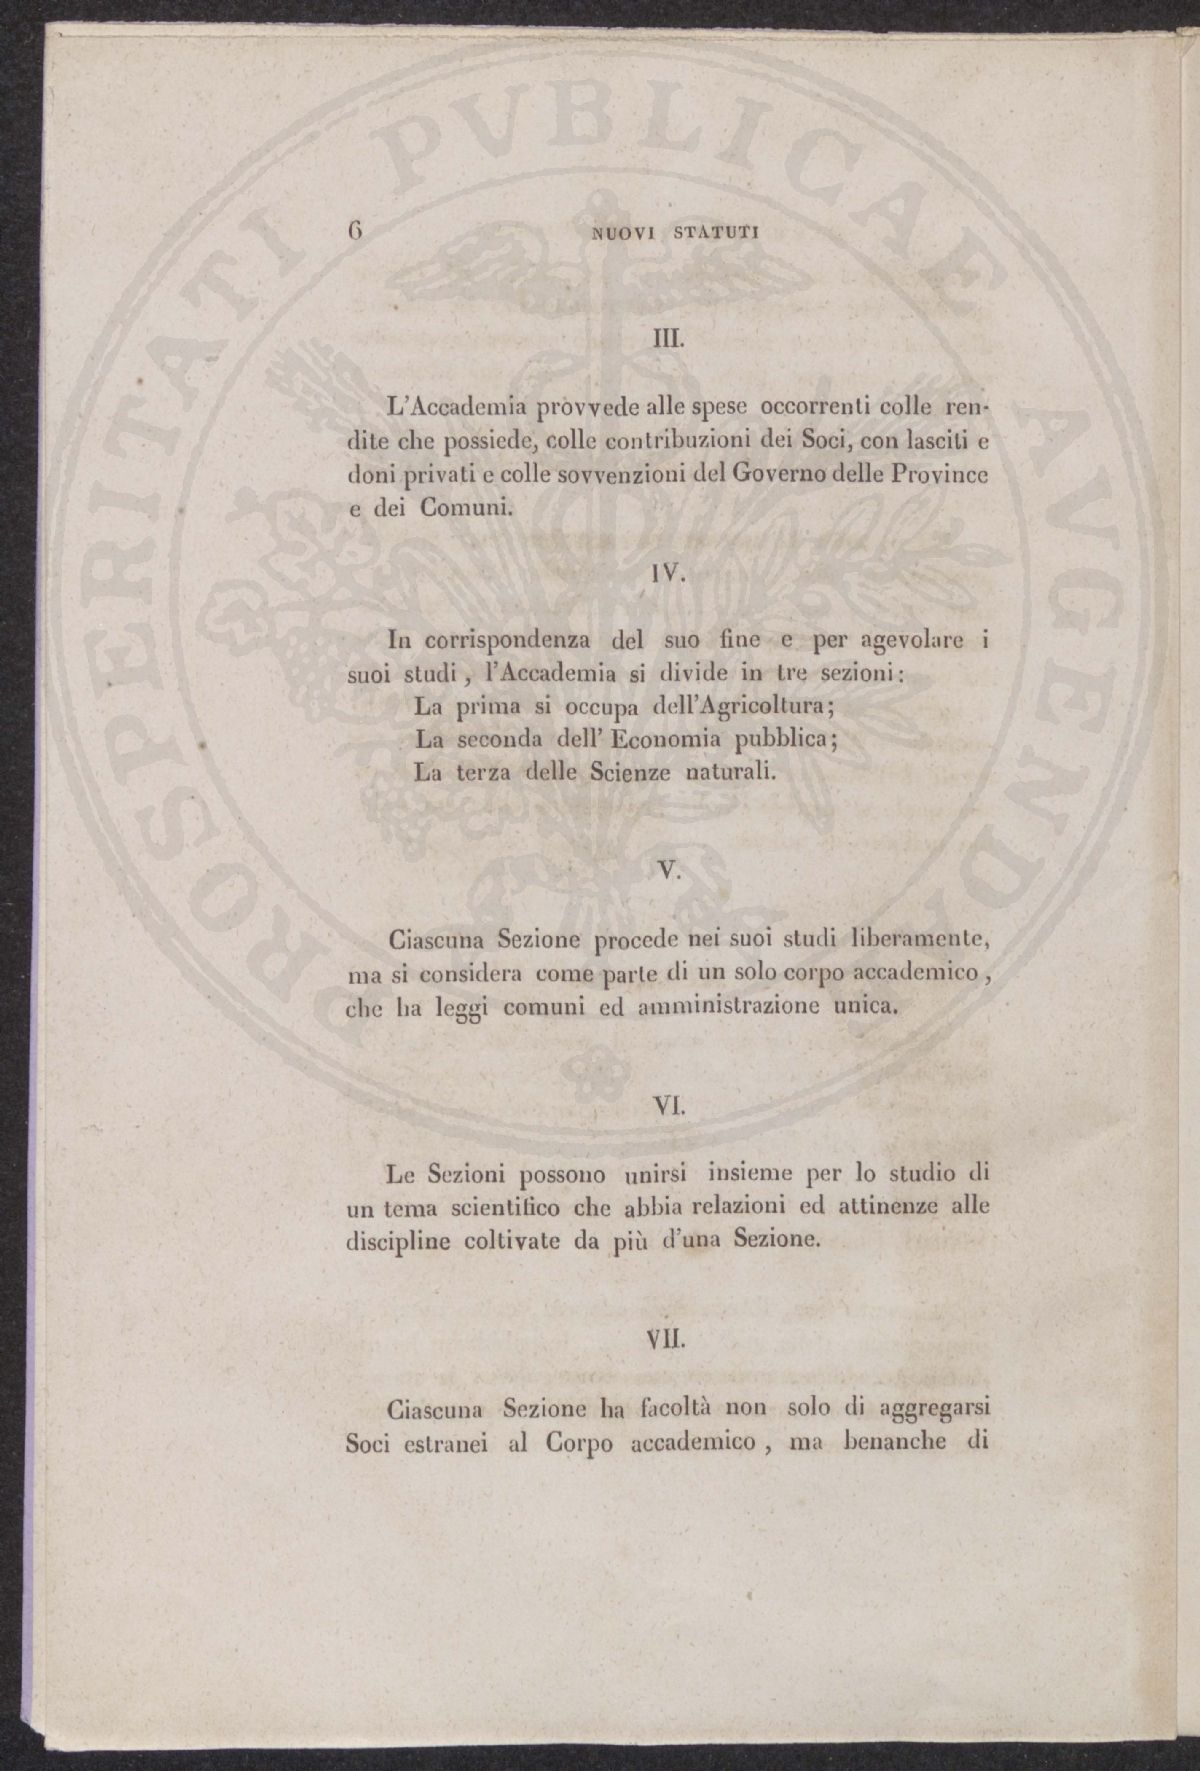 6 NUOVI STATUTI
III.
L'Accademia provvede alle spese occorrenti colle ren-
dite che possiede, colle contribuzioni dei Soci, con lasciti e
doni privati e colle sovvenzioni del Governo delle Province
e dei Comuni.
IV.
In corrispondenza del suo fine e per agevolare i
suoi studi, l'Accademia si divide in tre sezioni:
La prima si occupa dell'Agricoltura;
La seconda dell' Economia pubblica;
La terza delle Scienze naturali.
V.
Ciascuna Sezione procede nei suoi studi liberamente,
ma si considera come parte di un solo corpo accademico,
che ha leggi comuni ed amministrazione unica.
VI.
Le Sezioni possono unirsi insieme per lo studio di
un tema scientifico che abbia relazioni ed attinenze alle
discipline coltivate da più d'una Sezione.
VII.
Ciascuna Sezione ha facoltà non solo di aggregarsi
Soci estranei al Corpo accademico, ma benanche di
PROSPERITATI PVBLICAE AVGENDAE